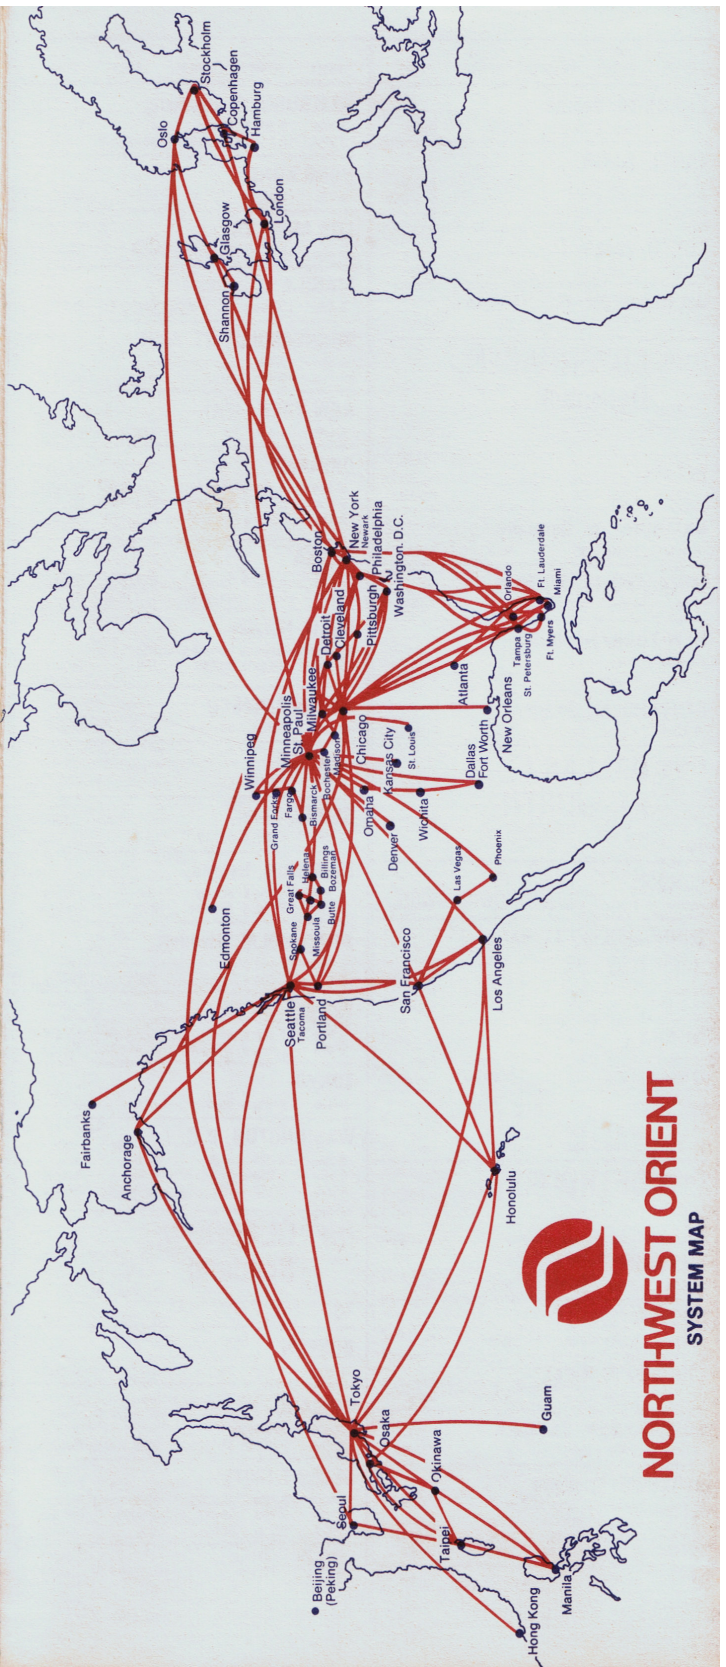 Fairbanks
Anchorage
Edmonton
Winnipeg
Grand Forks
Fargo
Bismarck
Minneapolis
St. Paul
Rochester
Madison
Milwaukee
Detroit
Cleveland
Pittsburgh
Boston
New York
Newark
Philadelphia
Washington, D.C.
Chicago
Seattle
Tacoma
Portland
Spokane
Missoula
Great Falls
Helena
Butte
Bozeman
Billings
Omaha
Denver
Kansas City
St. Louis
Wichita
Dallas
Fort Worth
New Orleans
Atlanta
San Francisco
Los Angeles
Las Vegas
Phoenix
Orlando
Tampa
St. Petersburg
Ft. Lauderdale
Miami
Ft. Myers
Shannon
Glasgow
London
Oslo
Stockholm
Copenhagen
Hamburg
Beijing
(Peking)
Seoul
Tokyo
Osaka
Okinawa
Taipei
Hong Kong
Manila
Guam
Honolulu
NORTHWEST ORIENT
SYSTEM MAP